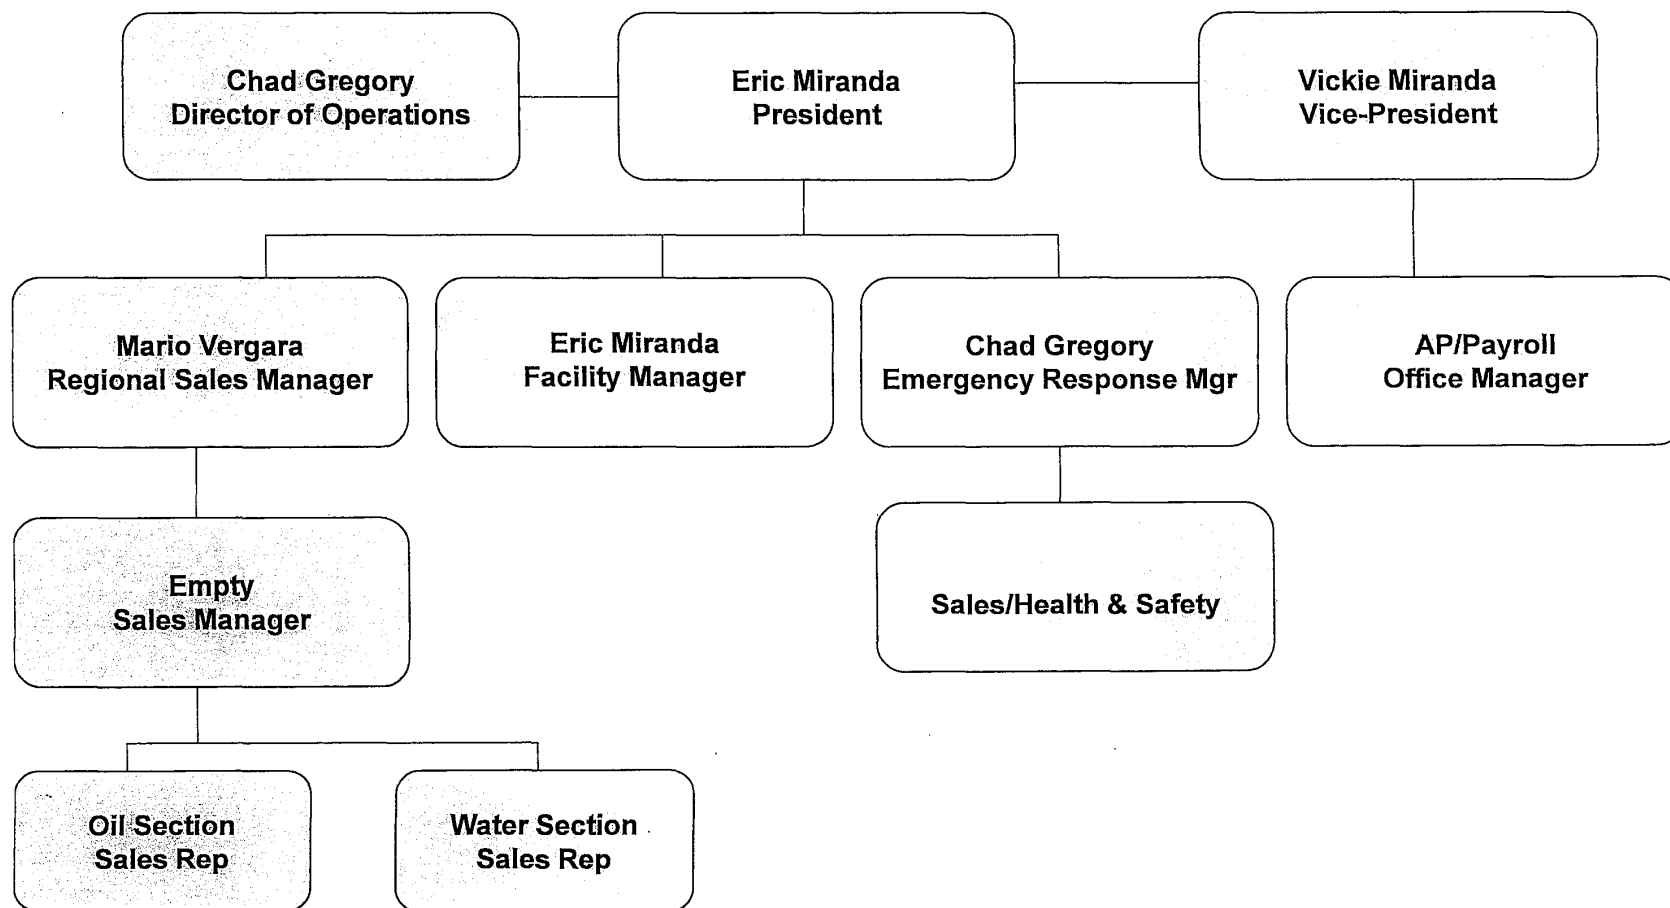 Chad Gregory
Director of Operations
Eric Miranda
President
Vickie Miranda
Vice-President
Mario Vergara
Regional Sales Manager
Eric Miranda
Facility Manager
Chad Gregory
Emergency Response Mgr
AP/Payroll
Office Manager
Empty
Sales Manager
Sales/Health & Safety
Oil Section
Sales Rep
Water Section
Sales Rep